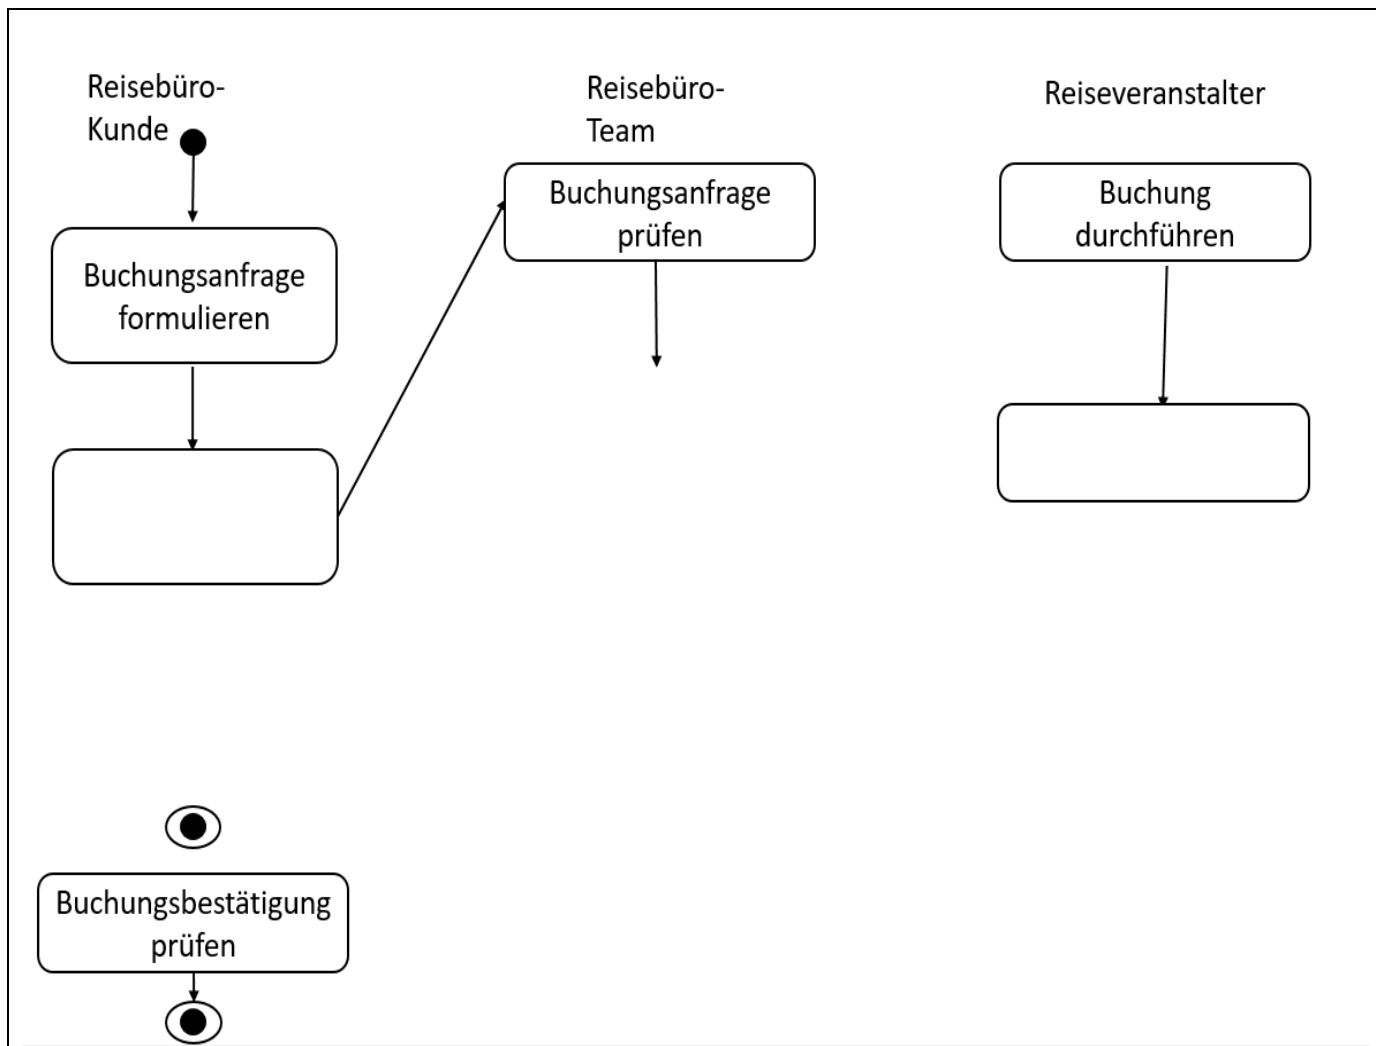 Reisebüro-
Kunde
Reisebüro-
Team
Reiseveranstalter
Buchungsanfrage
formulieren
Buchungsanfrage
prüfen
Buchung
durchführen
Buchungsbestätigung
prüfen